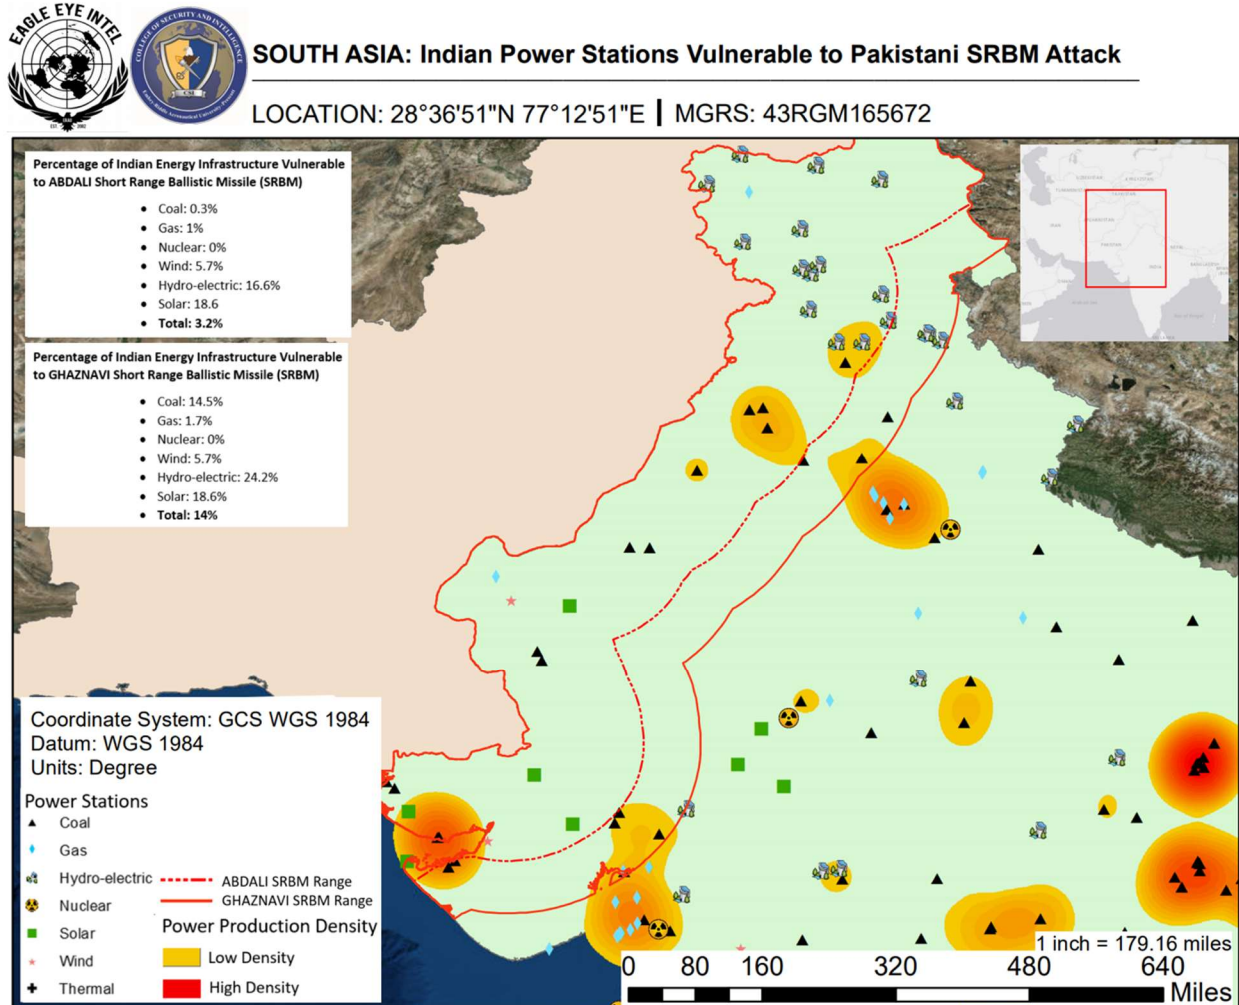 EAGLE EYE INTEL
COLLEGE OF SECURITY AND INTELLIGENCE
CSI
Embry-Riddle Aeronautical University, Prescott
SOUTH ASIA: Indian Power Stations Vulnerable to Pakistani SRBM Attack
LOCATION: 28°36'51"N 77°12'51"E | MGRS: 43RGM165672
Percentage of Indian Energy Infrastructure Vulnerable
to ABDALI Short Range Ballistic Missile (SRBM)
• Coal: 0.3%
• Gas: 1%
• Nuclear: 0%
• Wind: 5.7%
• Hydro-electric: 16.6%
• Solar: 18.6
• Total: 3.2%
Percentage of Indian Energy Infrastructure Vulnerable
to GHAZNAVI Short Range Ballistic Missile (SRBM)
• Coal: 14.5%
• Gas: 1.7%
• Nuclear: 0%
• Wind: 5.7%
• Hydro-electric: 24.2%
• Solar: 18.6%
• Total: 14%
Coordinate System: GCS WGS 1984
Datum: WGS 1984
Units: Degree
Power Stations
Coal
Gas
Hydro-electric
Nuclear
Solar
Wind
Thermal
ABDALI SRBM Range
GHAZNAVI SRBM Range
Power Production Density
Low Density
High Density
1 inch = 179.16 miles
0 80 160 320 480 640
Miles